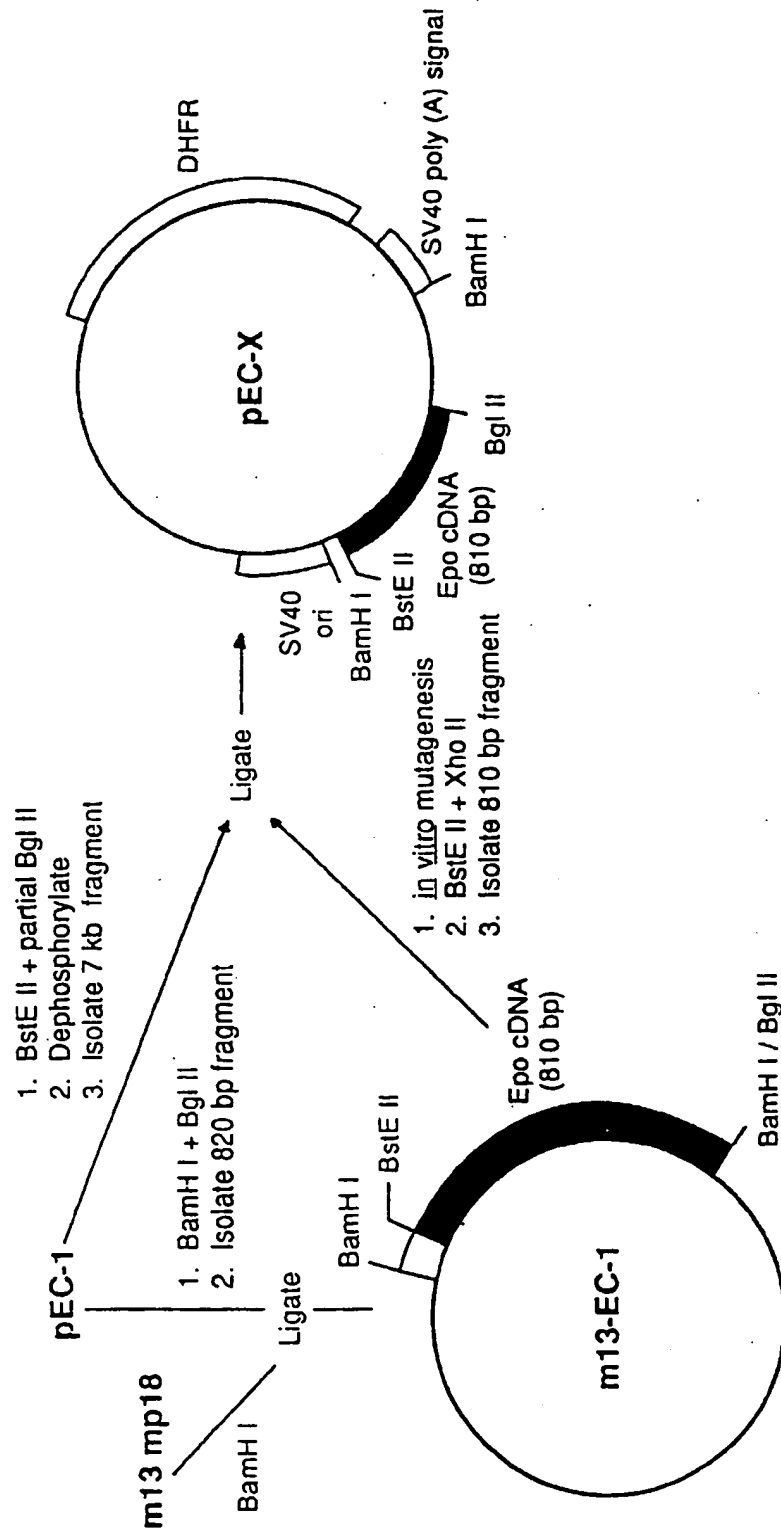 m13 mp18
BamH I
pEC-1
1. BstE II + partial Bgl II
2. Dephosphorylate
3. Isolate 7 kb fragment
1. BamH I + Bgl II
2. Isolate 820 bp fragment
Ligate
Ligate
BamH I
BstE II
Epo cDNA
(810 bp)
BamH I / Bgl II
m13-EC-1
1. in vitro mutagenesis
2. BstE II + Xho II
3. Isolate 810 bp fragment
SV40
ori
BamH I
BstE II
Epo cDNA
(810 bp)
Bgl II
BamH I
SV40 poly (A) signal
DHFR
pEC-X